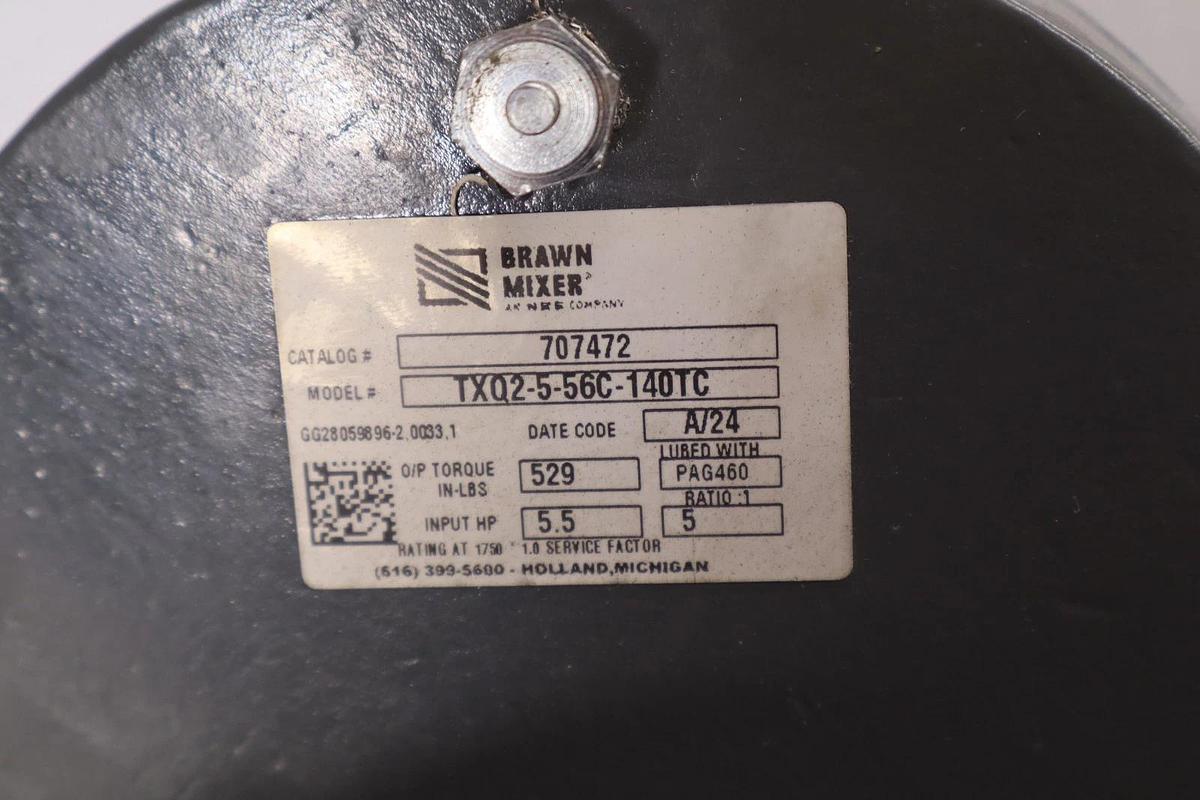 BRAWN
MIXER
AN COMPANY
CATALOG # 707472
MODEL # TXQ2-5-56C-140TC
GG28059896-2.0033.1 DATE CODE A/24
LUBED WITH
O/P TORQUE IN-LBS 529 PAG460
RATIO :1
INPUT HP 5.5 5
RATING AT 1750 * 1.0 SERVICE FACTOR
(616) 399-5600 - HOLLAND,MICHIGAN